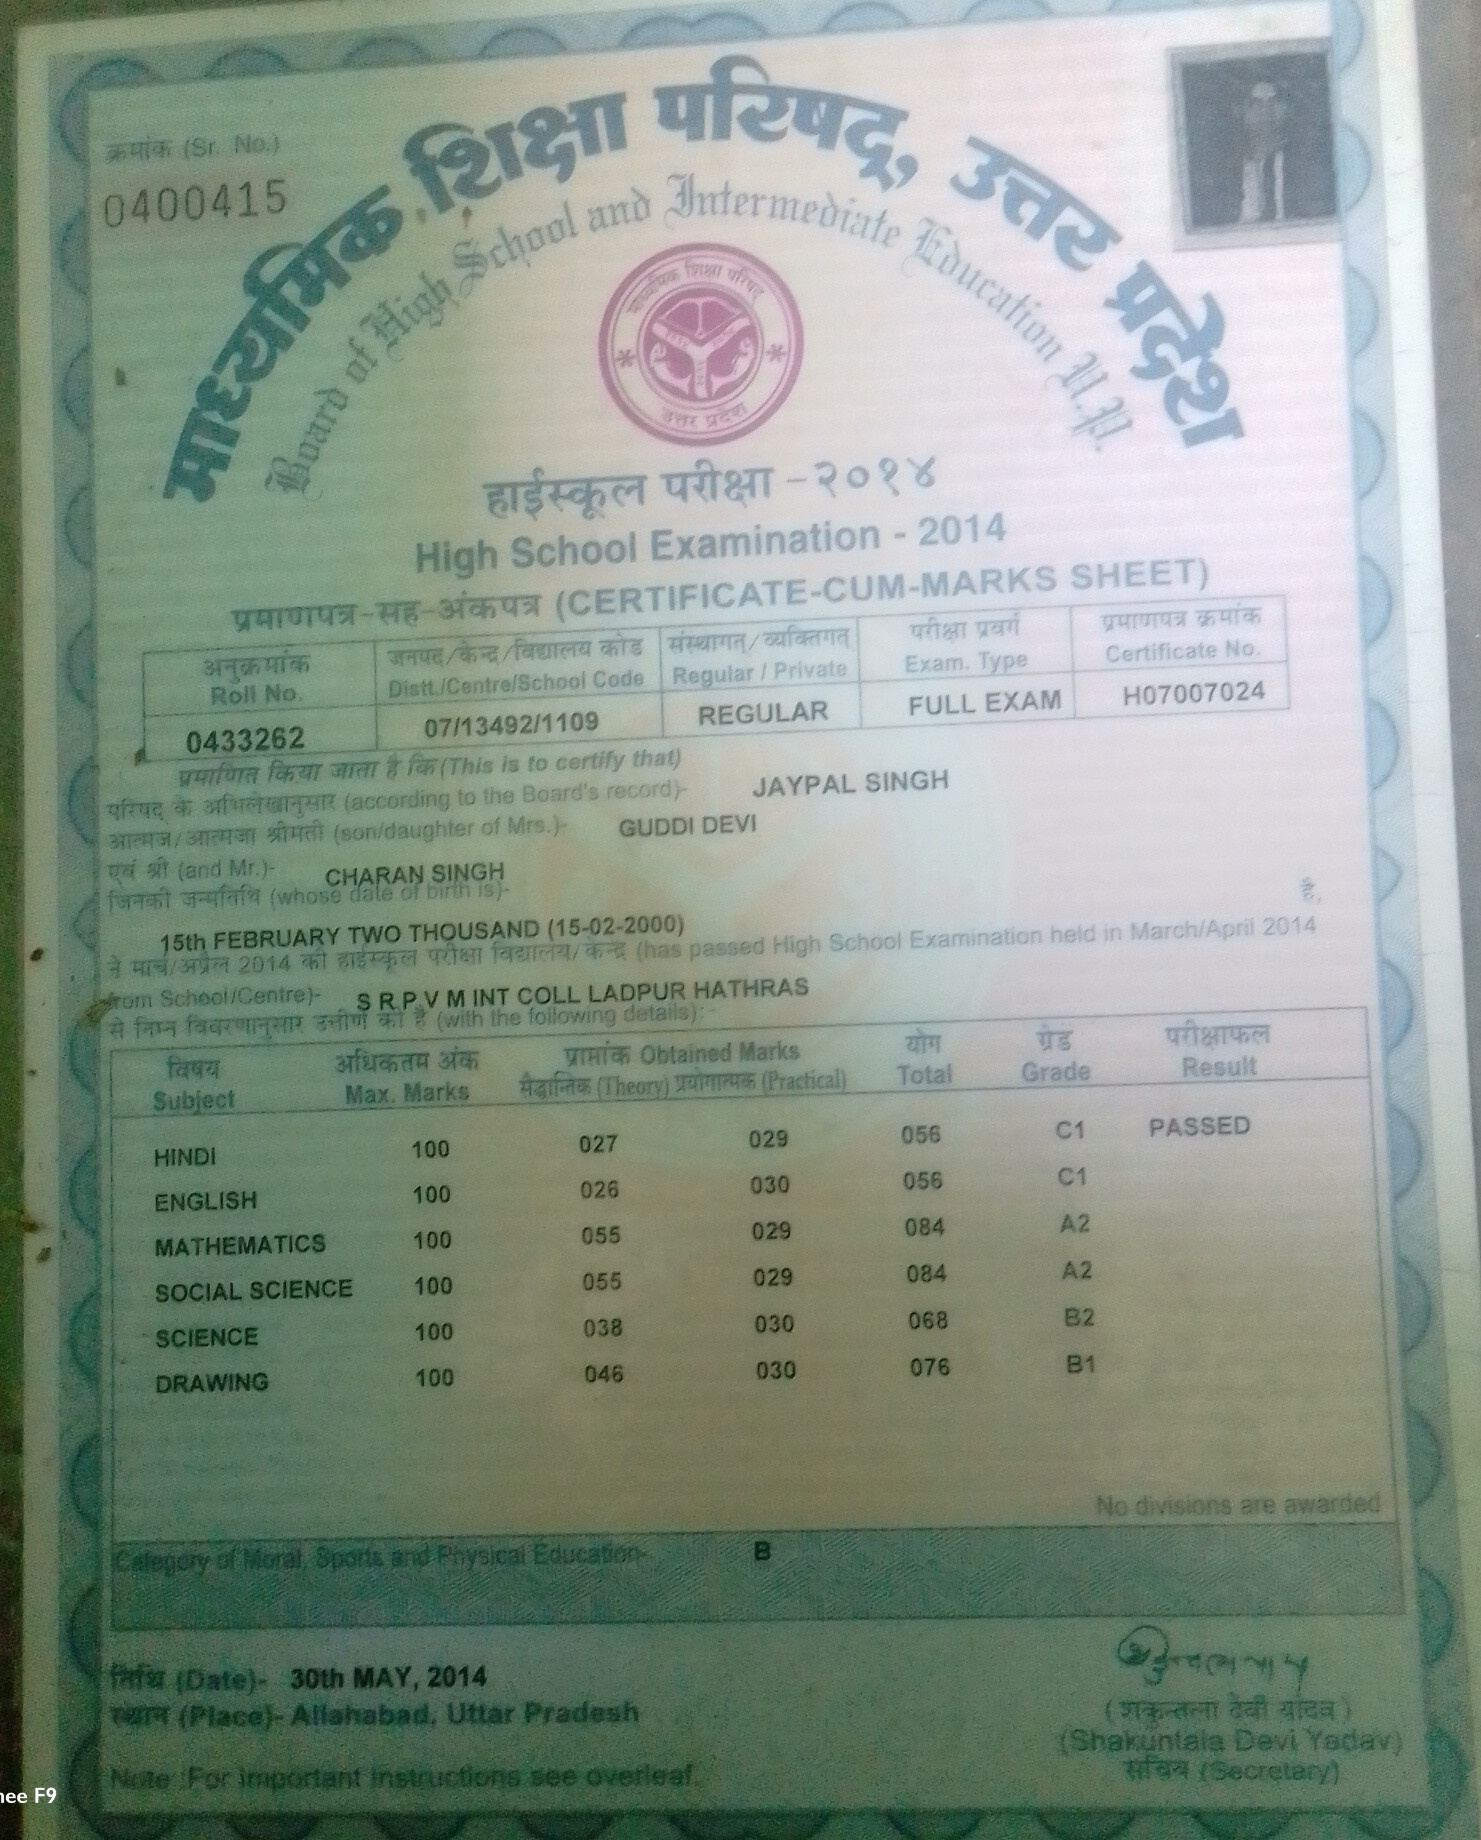 क्रमांक (Sr. No.)
0400415
माध्यमिक शिक्षा परिषद्, उत्तर प्रदेश
Board of High School and Intermediate Education U.P.
माध्यमिक शिक्षा परिषद्
उत्तर प्रदेश
हाईस्कूल परीक्षा - २०१४
High School Examination - 2014
प्रमाणपत्र-सह-अंकपत्र (CERTIFICATE-CUM-MARKS SHEET)
अनुक्रमांक जनपद/केन्द्र/विद्यालय कोड संस्थागत/व्यक्तिगत परीक्षा प्रवर्ग प्रमाणपत्र क्रमांक
Roll No. Distt./Centre/School Code Regular / Private Exam. Type Certificate No.
0433262 07/13492/1109 REGULAR FULL EXAM H07007024
प्रमाणित किया जाता है कि (This is to certify that)
परिषद् के अभिलेखानुसार (according to the Board's record)- JAYPAL SINGH
आत्मज/आत्मजा श्रीमती (son/daughter of Mrs.)- GUDDI DEVI
एवं श्री (and Mr.)- CHARAN SINGH
जिनकी जन्मतिथि (whose date of birth is)- है,
15th FEBRUARY TWO THOUSAND (15-02-2000)
ने मार्च/अप्रैल 2014 की हाईस्कूल परीक्षा विद्यालय/केन्द्र (has passed High School Examination held in March/April 2014
from School/Centre)- S R P V M INT COLL LADPUR HATHRAS
से निम्न विवरणानुसार उत्तीर्ण की है (with the following details):-
विषय अधिकतम अंक प्राप्तांक Obtained Marks योग ग्रेड परीक्षाफल
Subject Max. Marks सैद्धान्तिक (Theory) प्रयोगात्मक (Practical) Total Grade Result
HINDI 100 027 029 056 C1 PASSED
ENGLISH 100 026 030 056 C1
MATHEMATICS 100 055 029 084 A2
SOCIAL SCIENCE 100 055 029 084 A2
SCIENCE 100 038 030 068 B2
DRAWING 100 046 030 076 B1
No divisions are awarded
Category of Moral, Sports and Physical Education- B
तिथि (Date)- 30th MAY, 2014
स्थान (Place)- Allahabad, Uttar Pradesh
(शकुन्तला देवी यादव)
(Shakuntala Devi Yadav)
सचिव (Secretary)
Note :For important instructions see overleaf.
F9